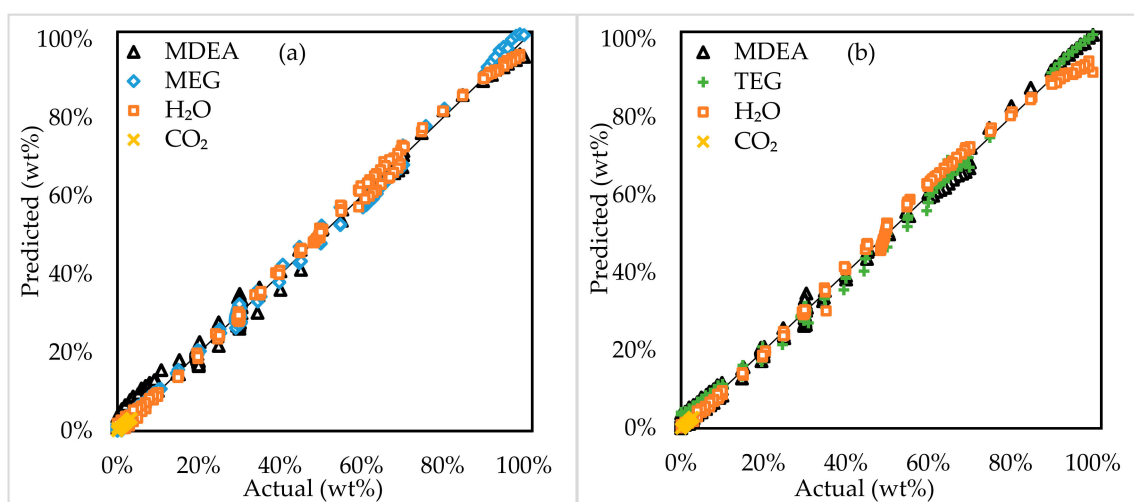 100%
80%
60%
40%
20%
0%
Predicted (wt%)
MDEA
MEG
H₂O
CO₂
(a)
0% 20% 40% 60% 80% 100%
Actual (wt%)
100%
80%
60%
40%
20%
0%
Predicted (wt%)
MDEA
TEG
H₂O
CO₂
(b)
0% 20% 40% 60% 80% 100%
Actual (wt%)